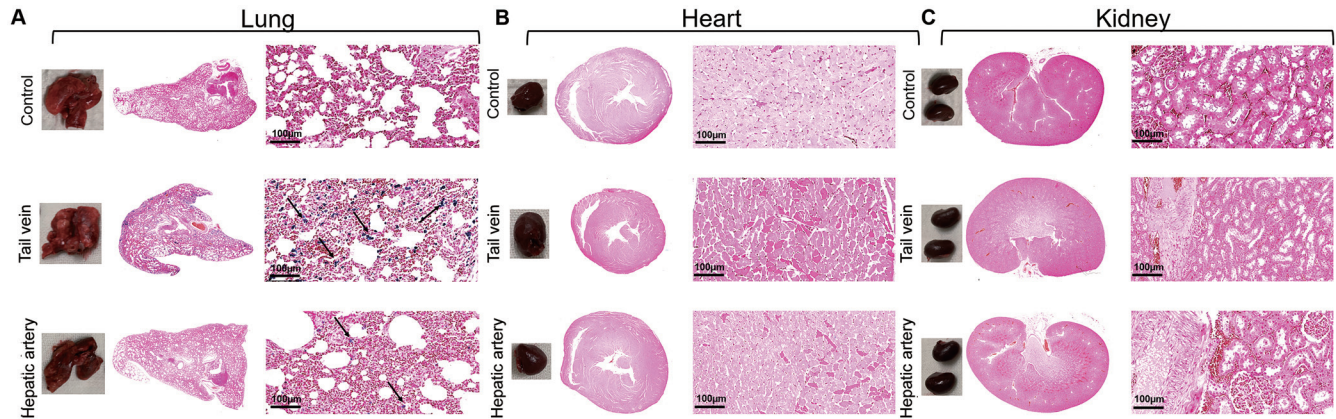 A
Lung
B
Heart
C
Kidney
Control
100μm
Control
100μm
Control
100μm
Tail vein
100μm
Tail vein
100μm
Tail vein
100μm
Hepatic artery
100μm
Hepatic artery
100μm
Hepatic artery
100μm